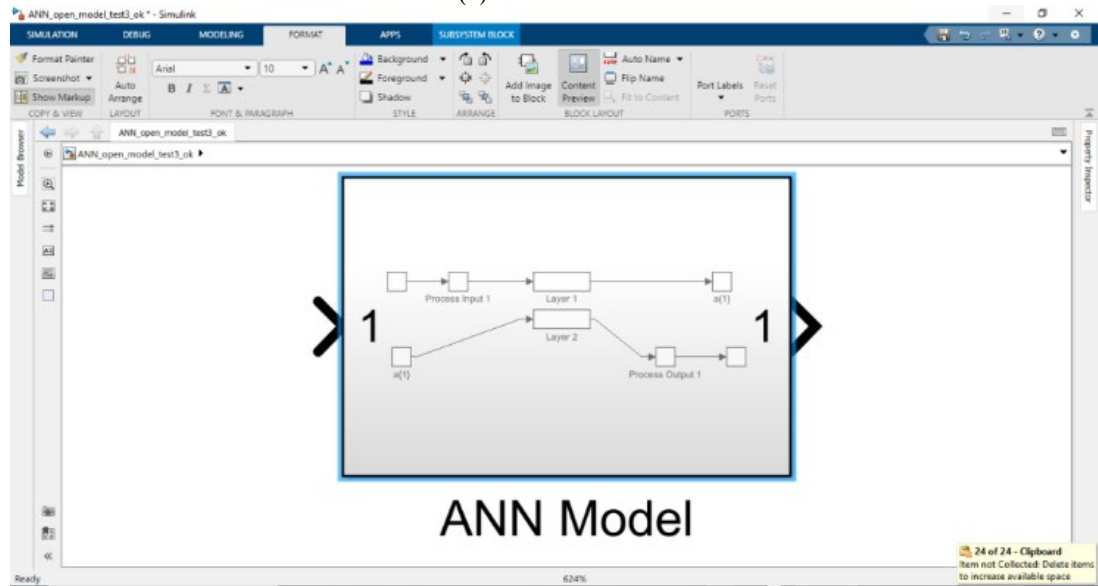 ANN_open_model_test3_ok * - Simulink
SIMULATION DEBUG MODELING FORMAT APPS SUBSYSTEM BLOCK
Format Painter
Screenshot
Show Markup
COPY & VIEW
Auto
Arrange
LAYOUT
Arial 10 A A
B I Σ A
FONT & PARAGRAPH
Background
Foreground
Shadow
STYLE
ARRANGE
Add Image
to Block
Content
Preview
Auto Name
Flip Name
Fit to Content
BLOCK LAYOUT
Port Labels
Reset
Ports
PORTS
Model Browser
ANN_open_model_test3_ok
ANN_open_model_test3_ok
Property Inspector
Process Input 1
Layer 1
a{1}
1
1
Layer 2
a{1}
Process Output 1
ANN Model
24 of 24 - Clipboard
Item not Collected: Delete items
to increase available space
Ready
624%